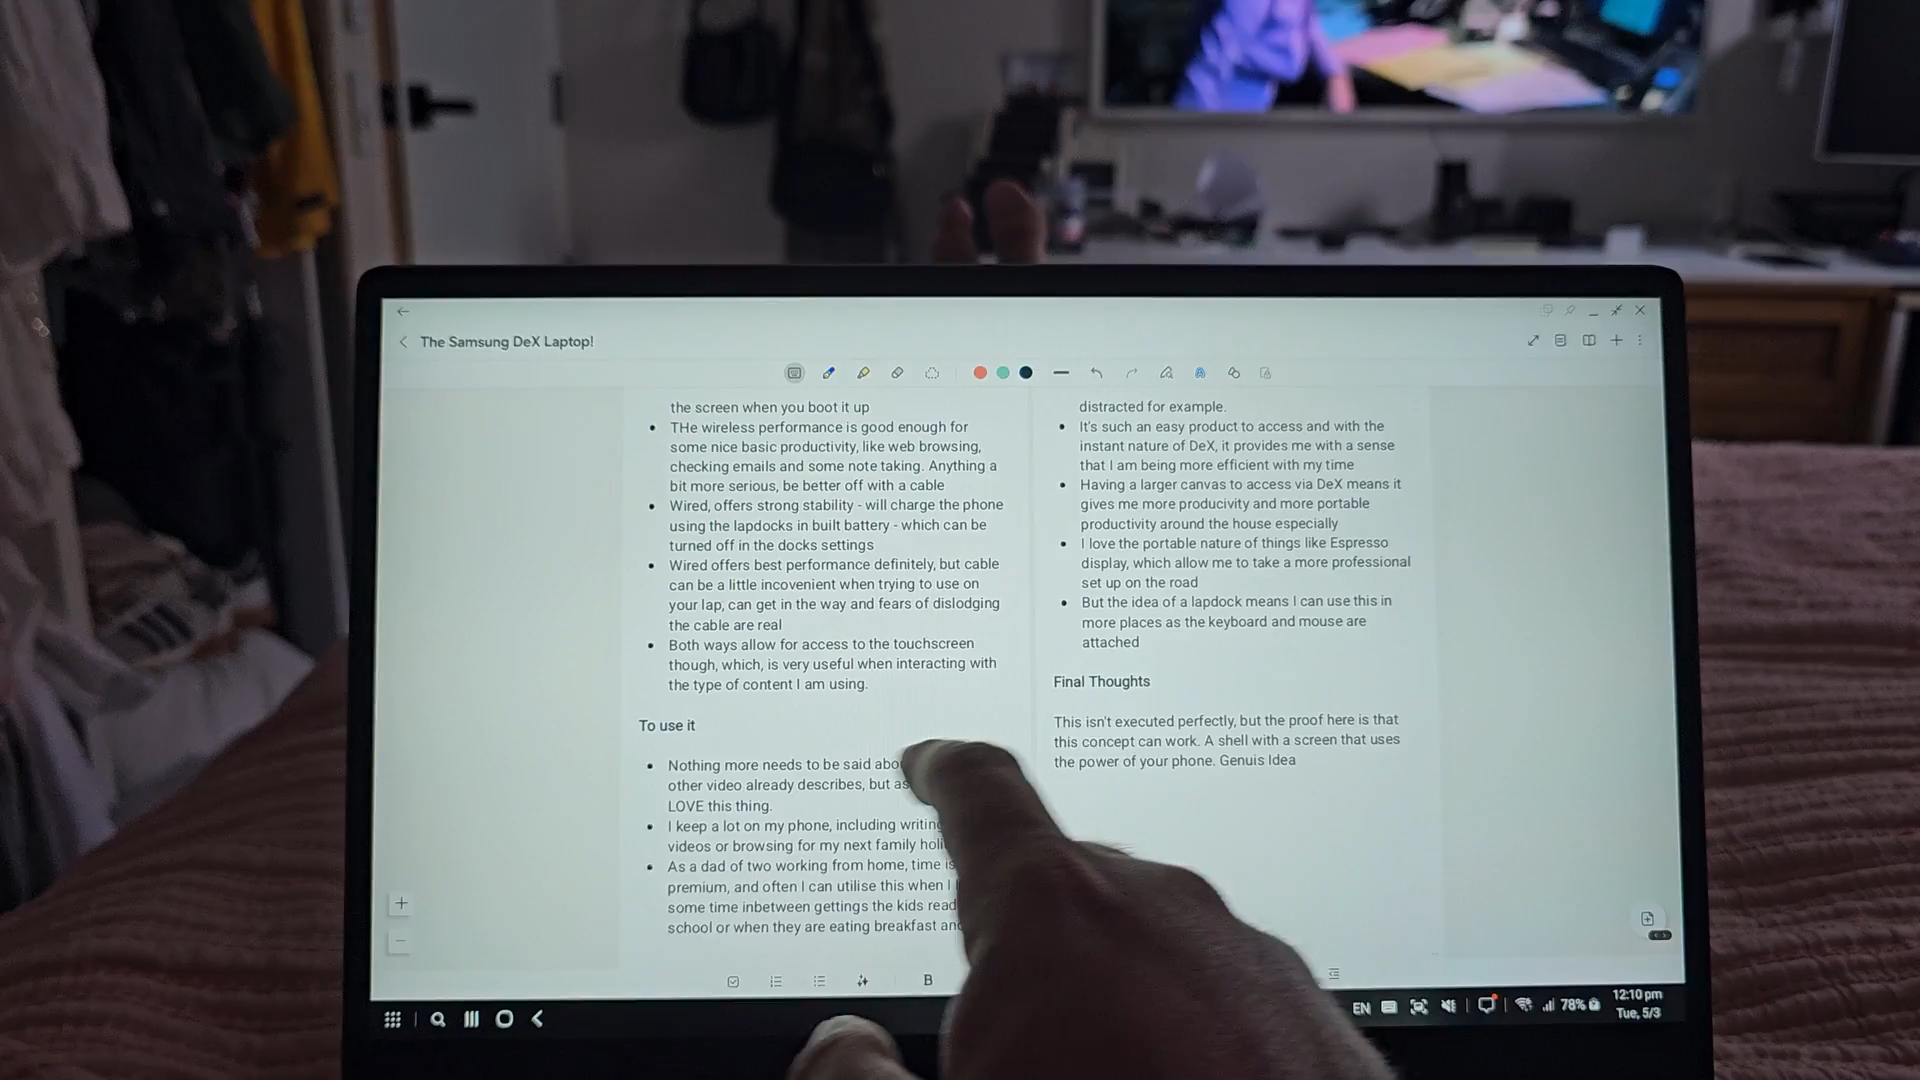 The Samsung DeX Laptop!
the screen when you boot it up
THe wireless performance is good enough for
some nice basic productivity, like web browsing,
checking emails and some note taking. Anything a
bit more serious, be better off with a cable
Wired, offers strong stability - will charge the phone
using the lapdocks in built battery - which can be
turned off in the docks settings
Wired offers best performance definitely, but cable
can be a little incovenient when trying to use on
your lap, can get in the way and fears of dislodging
the cable are real
Both ways allow for access to the touchscreen
though, which, is very useful when interacting with
the type of content I am using.
To use it
Nothing more needs to be said
other video already describes, but as
LOVE this thing.
I keep a lot on my phone, including
videos or browsing for my next family
As a dad of two working from home, time is
premium, and often I can utilise this when I
some time inbetween gettings the kids
school or when they are eating breakfast
distracted for example.
It's such an easy product to access and with the
instant nature of DeX, it provides me with a sense
that I am being more efficient with my time
Having a larger canvas to access via DeX means it
gives me more producivity and more portable
productivity around the house especially
I love the portable nature of things like Espresso
display, which allow me to take a more professional
set up on the road
But the idea of a lapdock means I can use this in
more places as the keyboard and mouse are
attached
Final Thoughts
This isn't executed perfectly, but the proof here is that
this concept can work. A shell with a screen that uses
the power of your phone. Genuis Idea
B
EN
78%
12:10 pm
Tue, 5/3